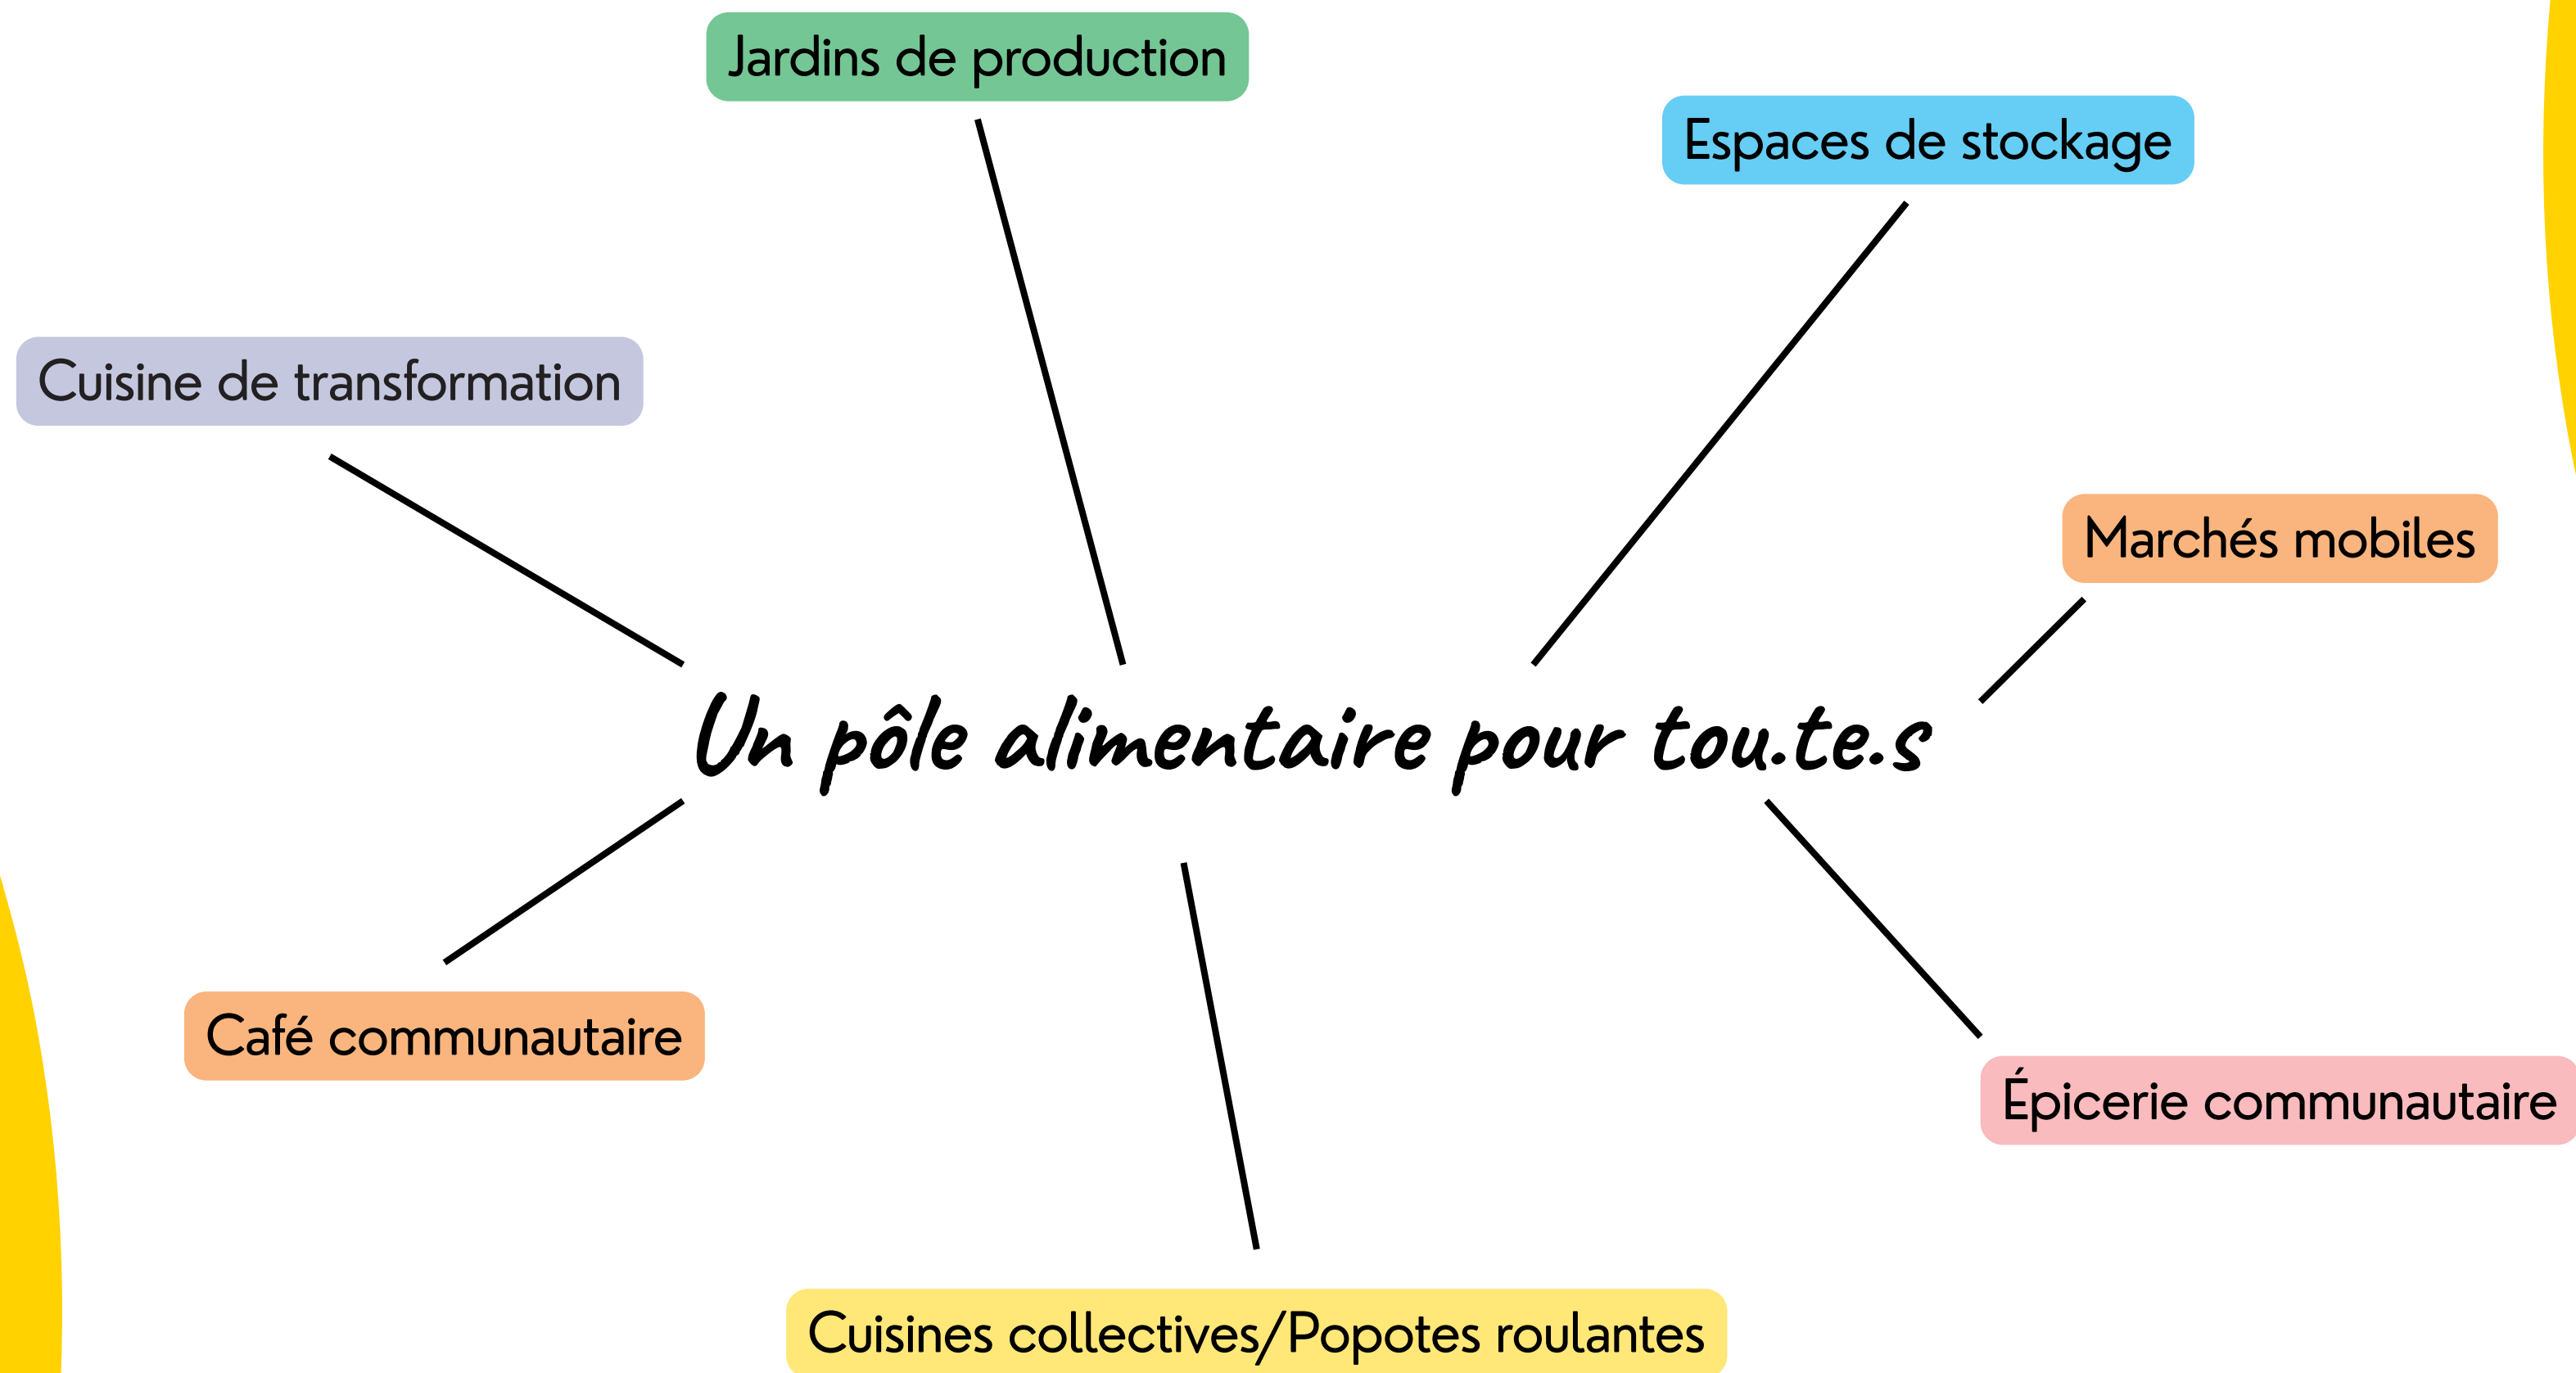 Jardins de production
Espaces de stockage
Cuisine de transformation
Marchés mobiles
Un pôle alimentaire pour tou.te.s
Café communautaire
Épicerie communautaire
Cuisines collectives/Popotes roulantes